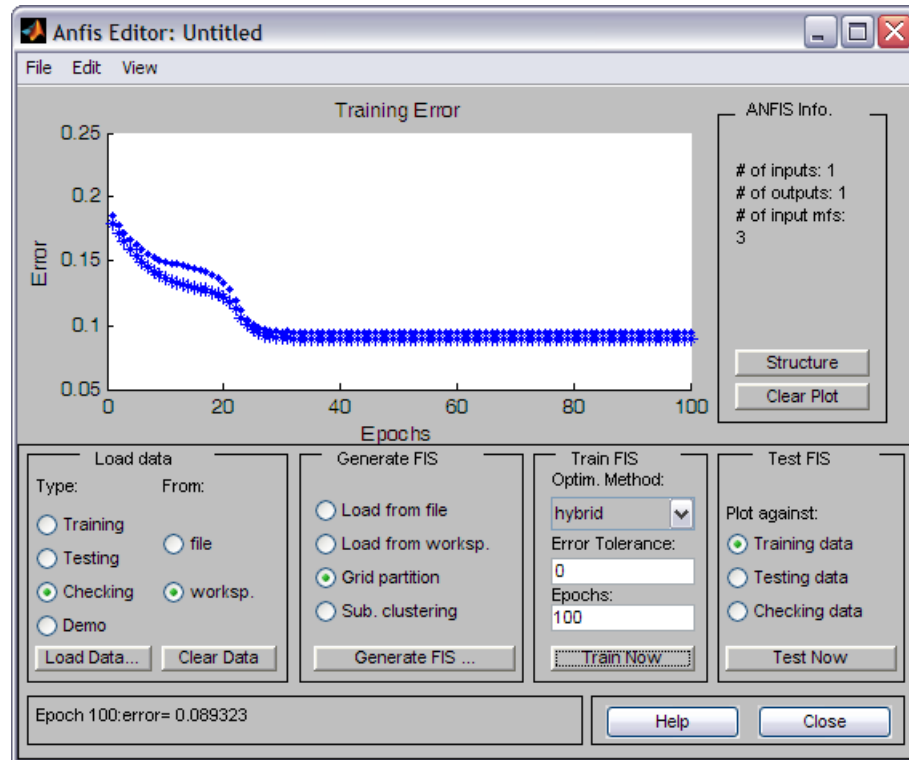 Anfis Editor: Untitled
File Edit View
Training Error
0.25
0.2
0.15
0.1
0.05
Error
0 20 40 60 80 100
Epochs
ANFIS Info.
# of inputs: 1
# of outputs: 1
# of input mfs:
3
Structure
Clear Plot
Load data
Type: From:
Training
file
Testing
Checking
worksp.
Demo
Load Data... Clear Data
Generate FIS
Load from file
Load from worksp.
Grid partition
Sub. clustering
Generate FIS ...
Train FIS
Optim. Method:
hybrid
Error Tolerance:
0
Epochs:
100
Train Now
Test FIS
Plot against:
Training data
Testing data
Checking data
Test Now
Epoch 100:error= 0.089323
Help Close